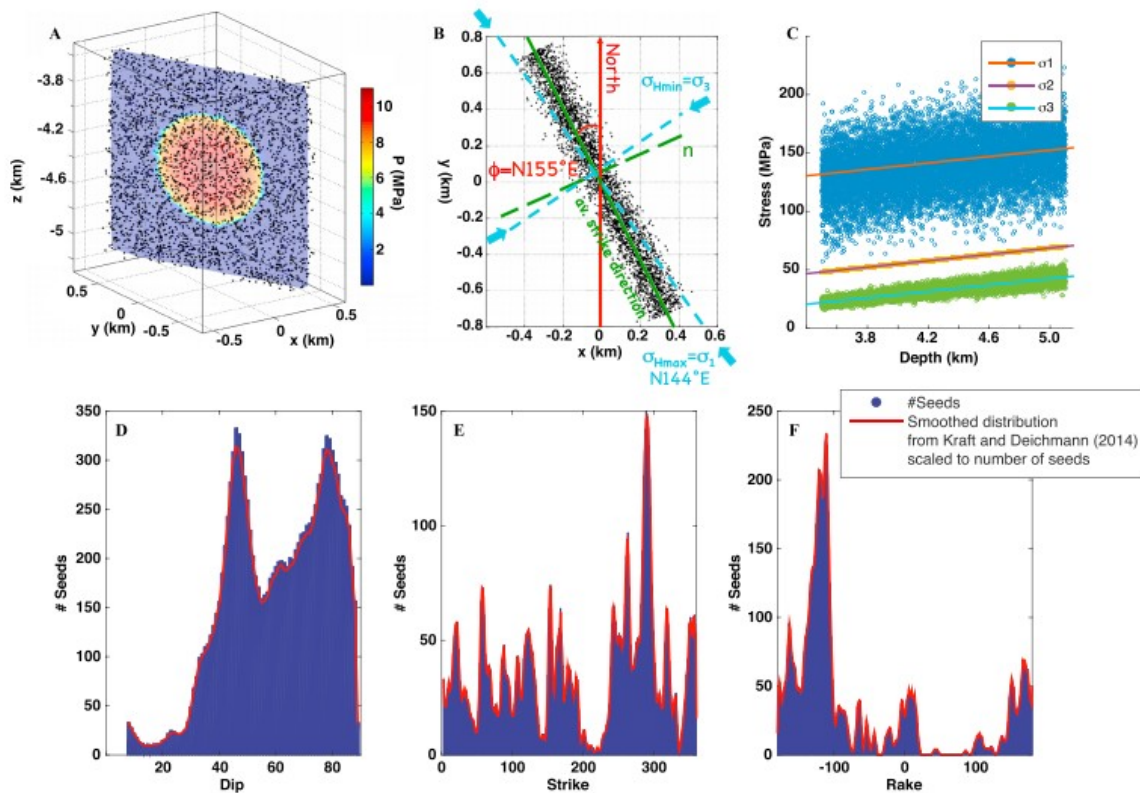 A
-3.8
-4.2
-4.6
-5
z (km)
0.5
0
-0.5
y (km)
-0.5
0
0.5
x (km)
10
8
6
4
2
P (MPa)
B
0.8
0.6
0.4
0.2
0
-0.2
-0.4
-0.6
-0.8
y (km)
-0.4 -0.2 0 0.2 0.4 0.6
x (km)
North
σHmin=σ3
n
ϕ=N155°E
av. strike direction
σHmax=σ1
N144°E
C
σ1
σ2
σ3
250
200
150
100
50
0
Stress (MPa)
3.8 4.2 4.6 5.0
Depth (km)
#Seeds
Smoothed distribution
from Kraft and Deichmann (2014)
scaled to number of seeds
D
350
300
250
200
150
100
50
0
# Seeds
20 40 60 80
Dip
E
150
100
50
0
# Seeds
0 100 200 300
Strike
F
250
200
150
100
50
0
# Seeds
-100 0 100
Rake